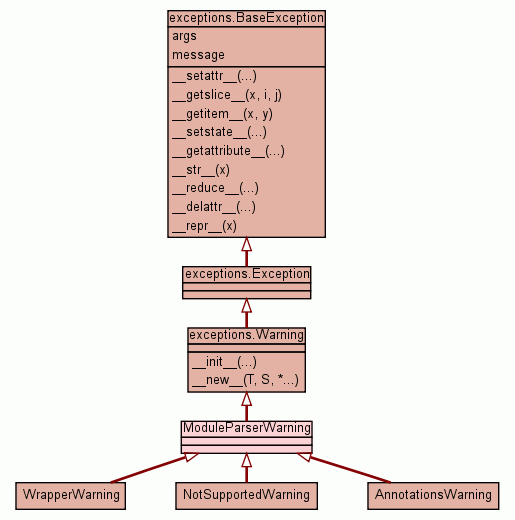 exceptions.BaseException
args
message
__setattr__(...)
__getslice__(x, i, j)
__getitem__(x, y)
__setstate__(...)
__getattribute__(...)
__str__(x)
__reduce__(...)
__delattr__(...)
__repr__(x)
exceptions.Exception
exceptions.Warning
__init__(...)
__new__(T, S, *...)
ModuleParserWarning
WrapperWarning
NotSupportedWarning
AnnotationsWarning